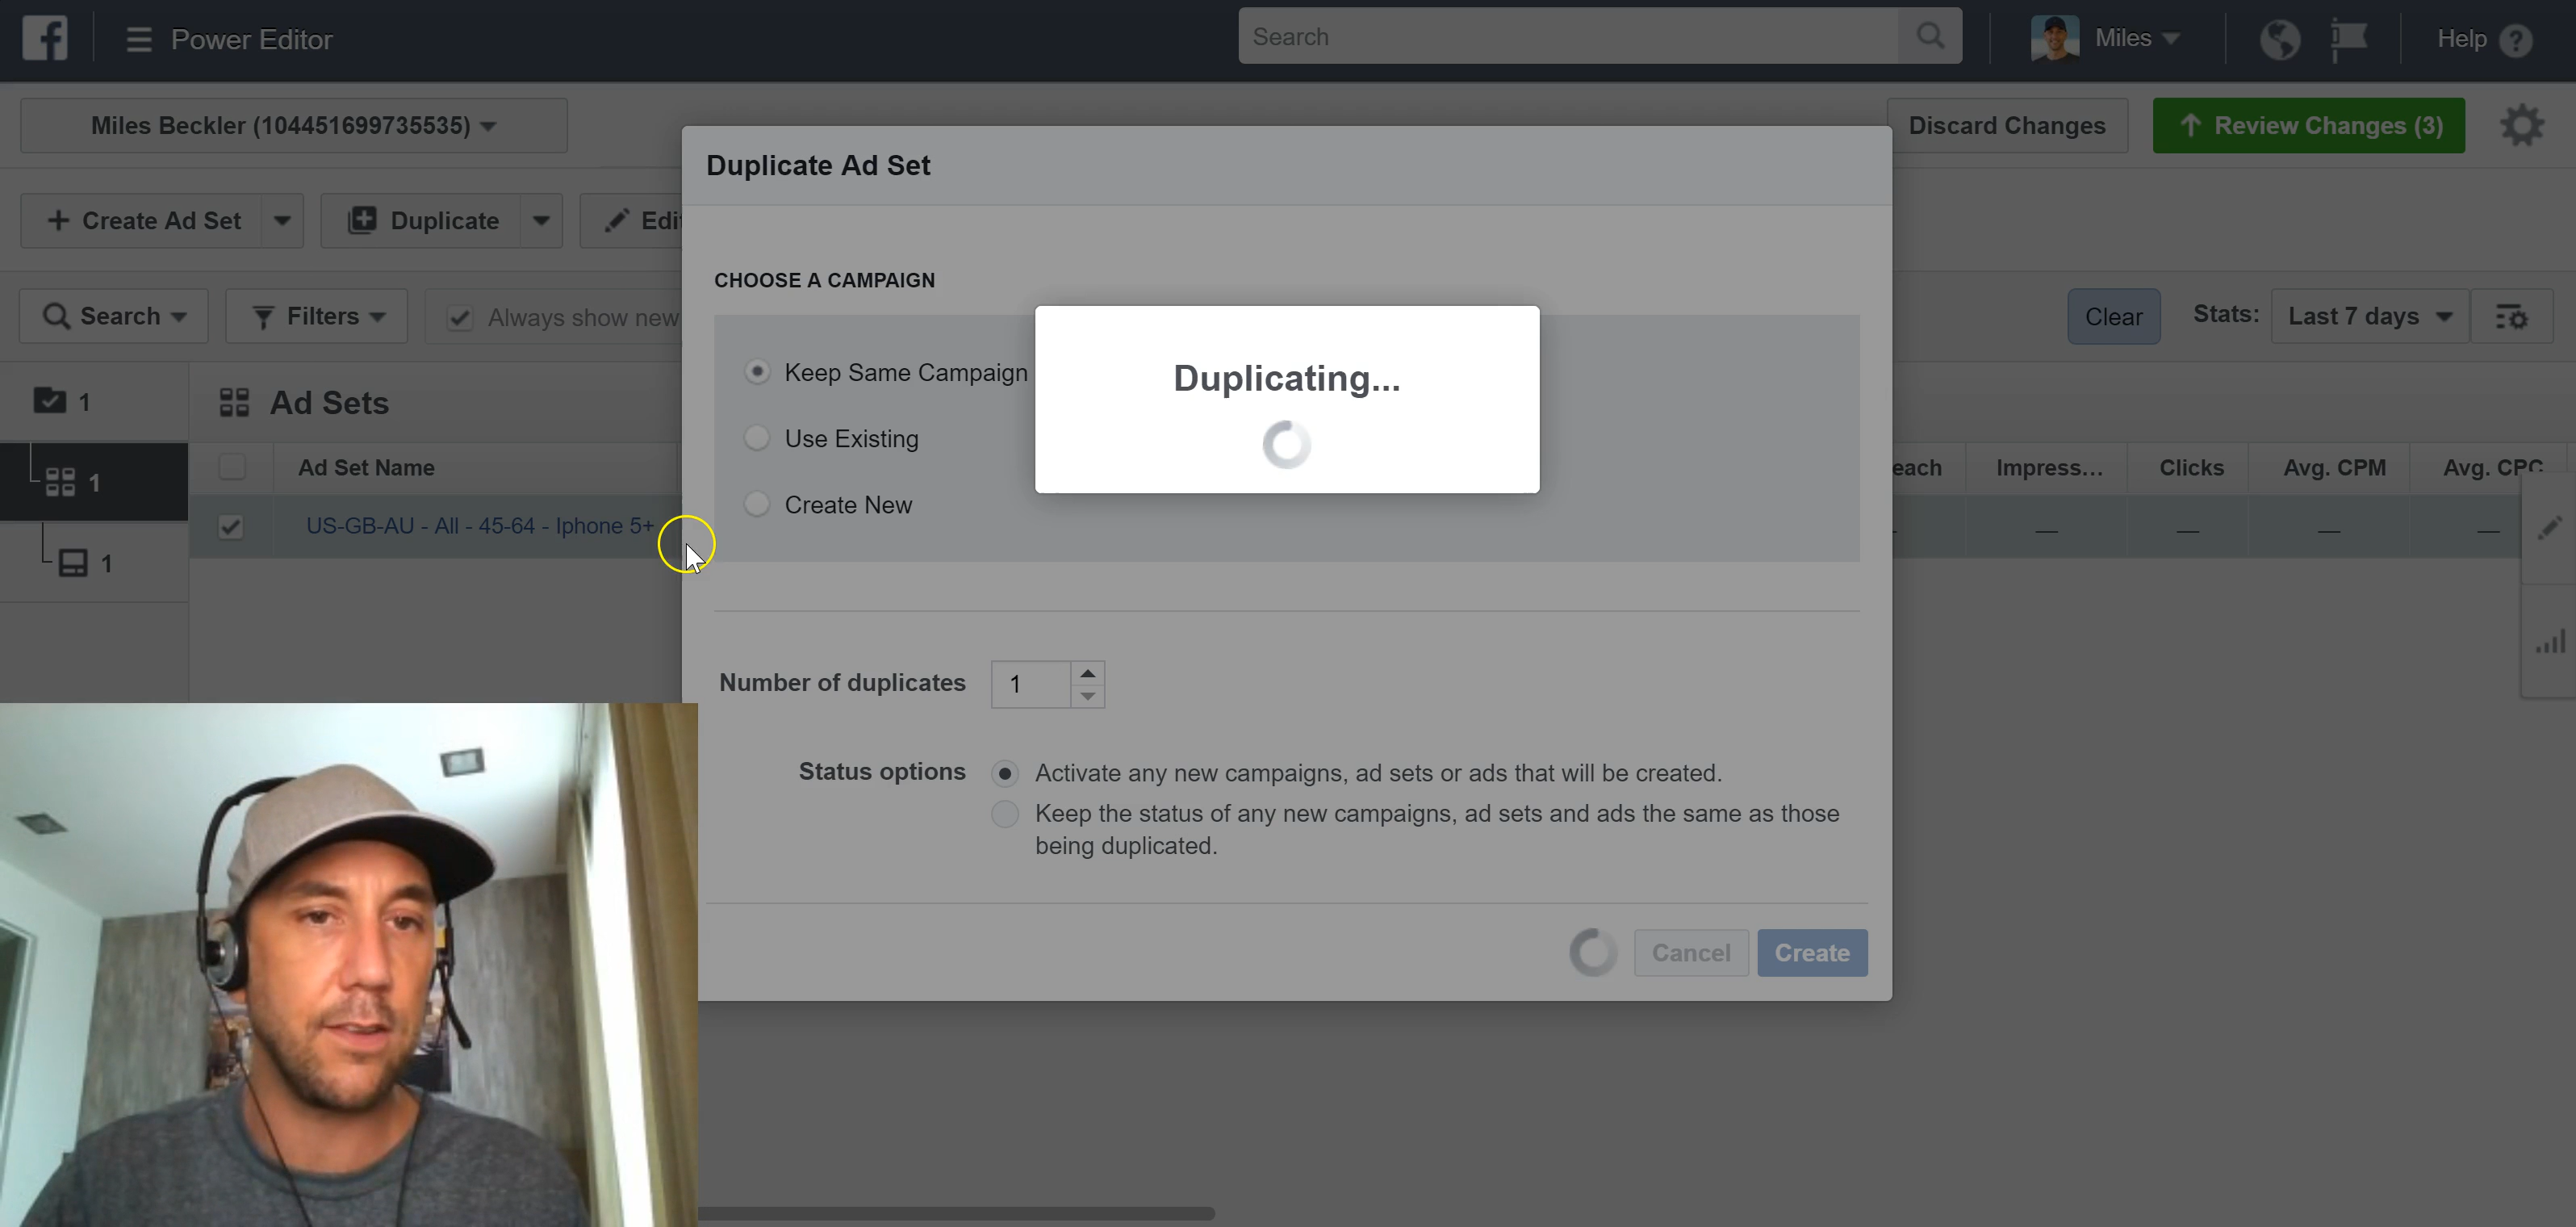 Power Editor
Search
Miles
Help
Miles Beckler (104451699735535)
Discard Changes
Review Changes (3)
Duplicate Ad Set
Create Ad Set
Duplicate
CHOOSE A CAMPAIGN
Search
Filters
Always show new
Clear
Stats:
Last 7 days
Duplicating...
Keep Same Campaign
Use Existing
Create New
1
Ad Sets
1
1
Ad Set Name
each
Impress...
Clicks
Avg. CPM
Avg. CPC
US-GB-AU - All - 45-64 - Iphone 5+
Number of duplicates
1
Status options
Activate any new campaigns, ad sets or ads that will be created.
Keep the status of any new campaigns, ad sets and ads the same as those
being duplicated.
Cancel
Create